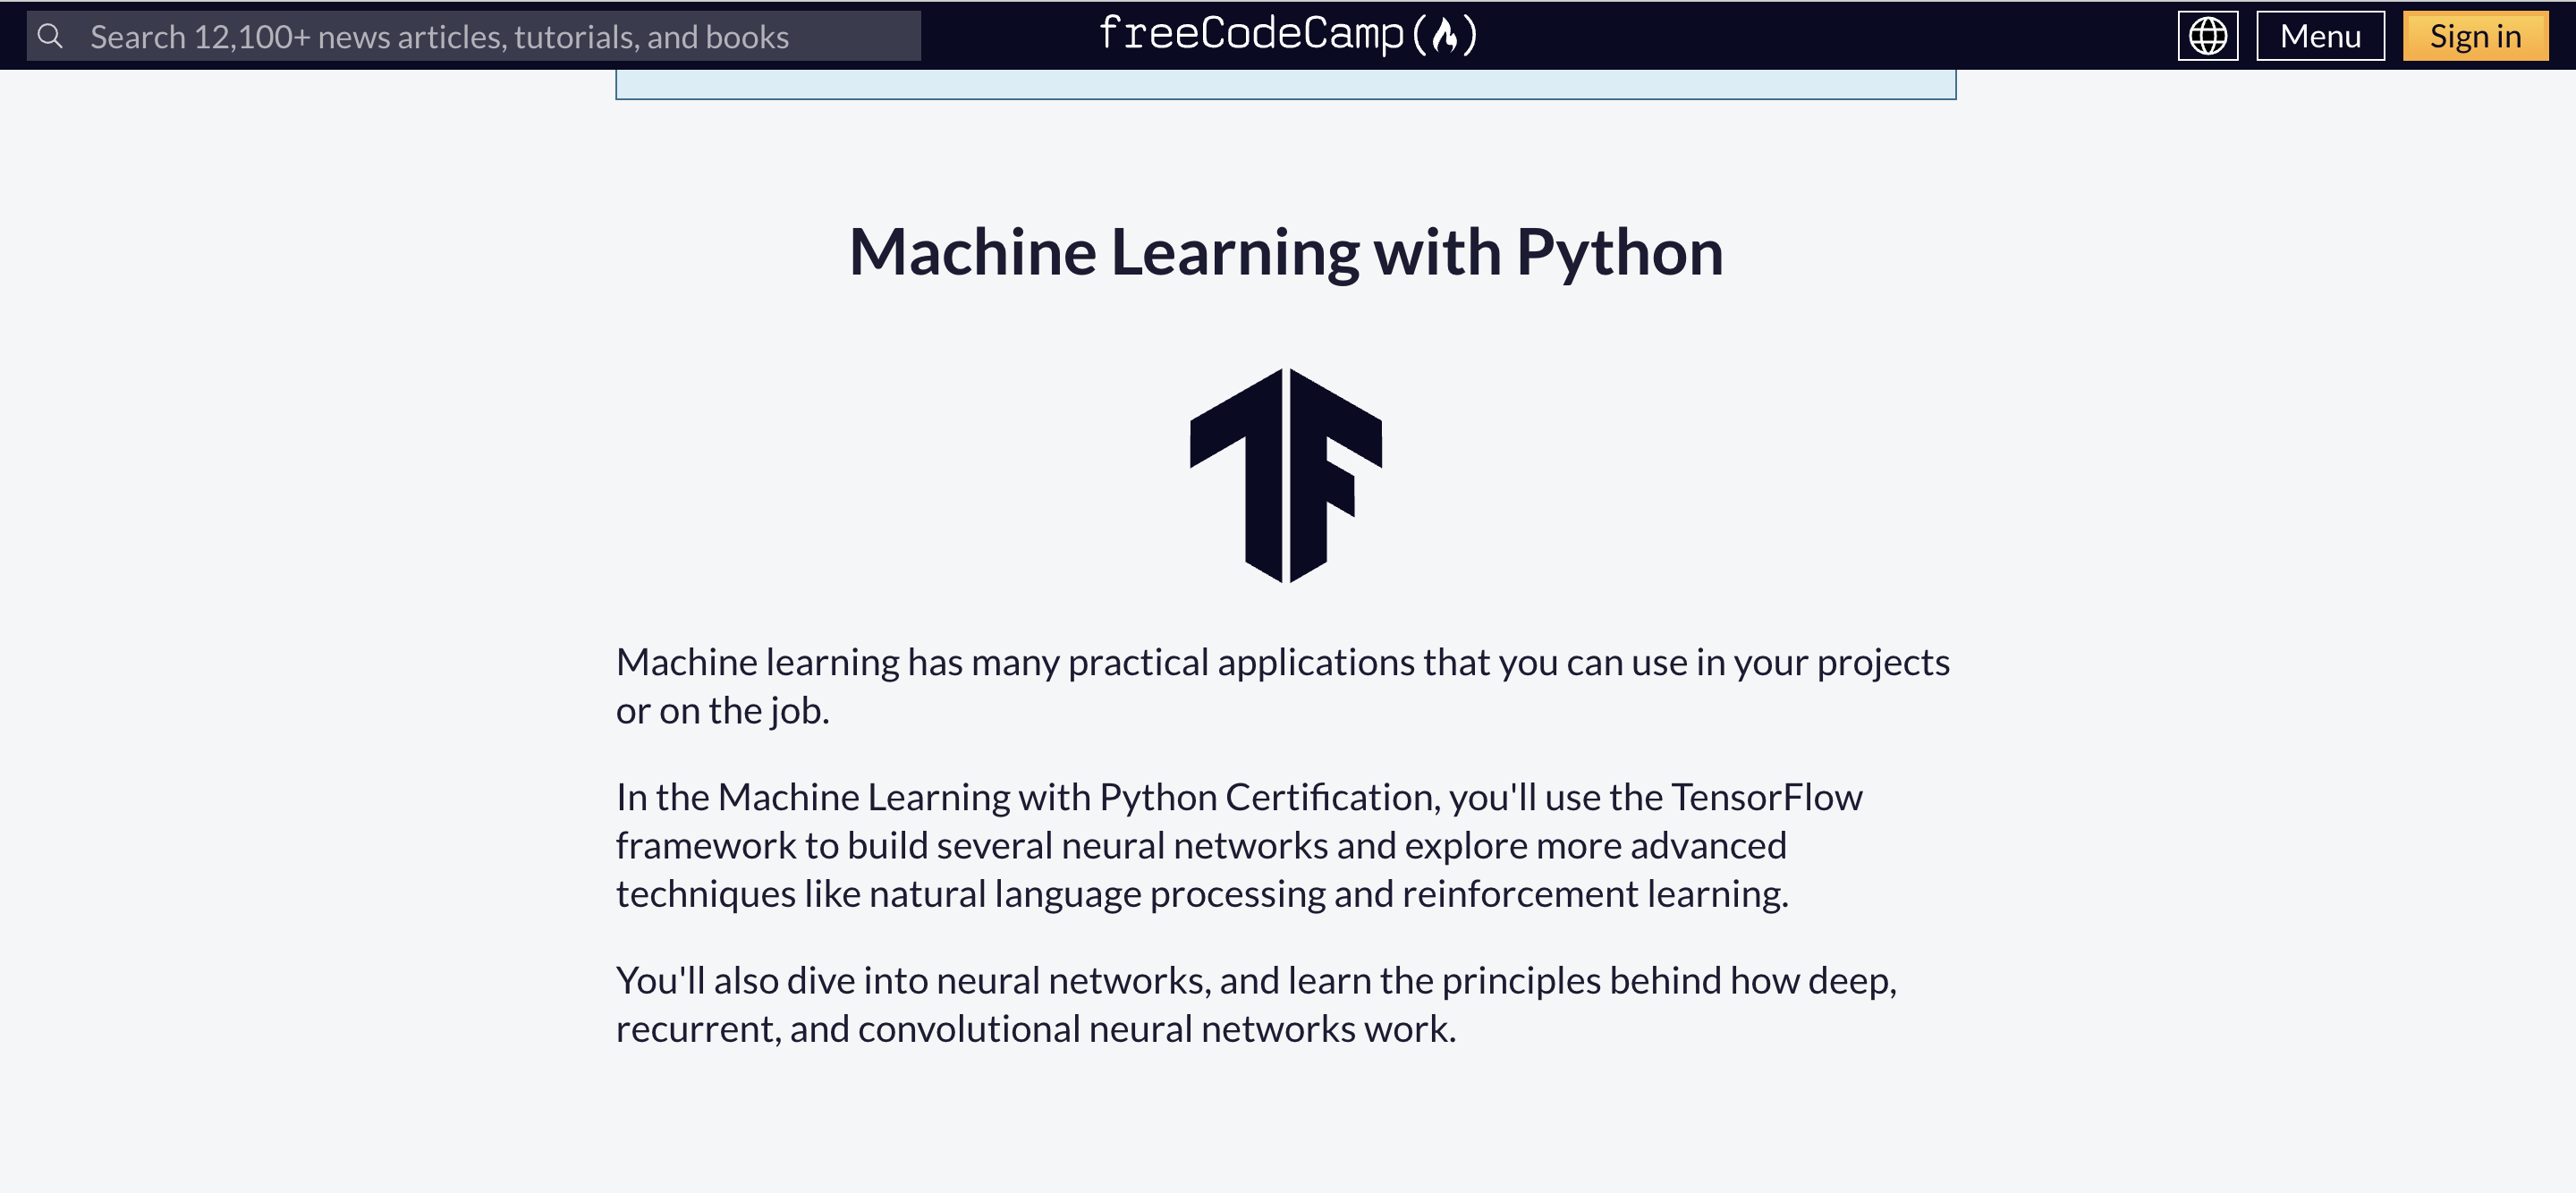 Search 12,100+ news articles, tutorials, and books
freeCodeCamp
Menu
Sign in
Machine Learning with Python
TF
Machine learning has many practical applications that you can use in your projects
or on the job.
In the Machine Learning with Python Certification, you'll use the TensorFlow
framework to build several neural networks and explore more advanced
techniques like natural language processing and reinforcement learning.
You'll also dive into neural networks, and learn the principles behind how deep,
recurrent, and convolutional neural networks work.